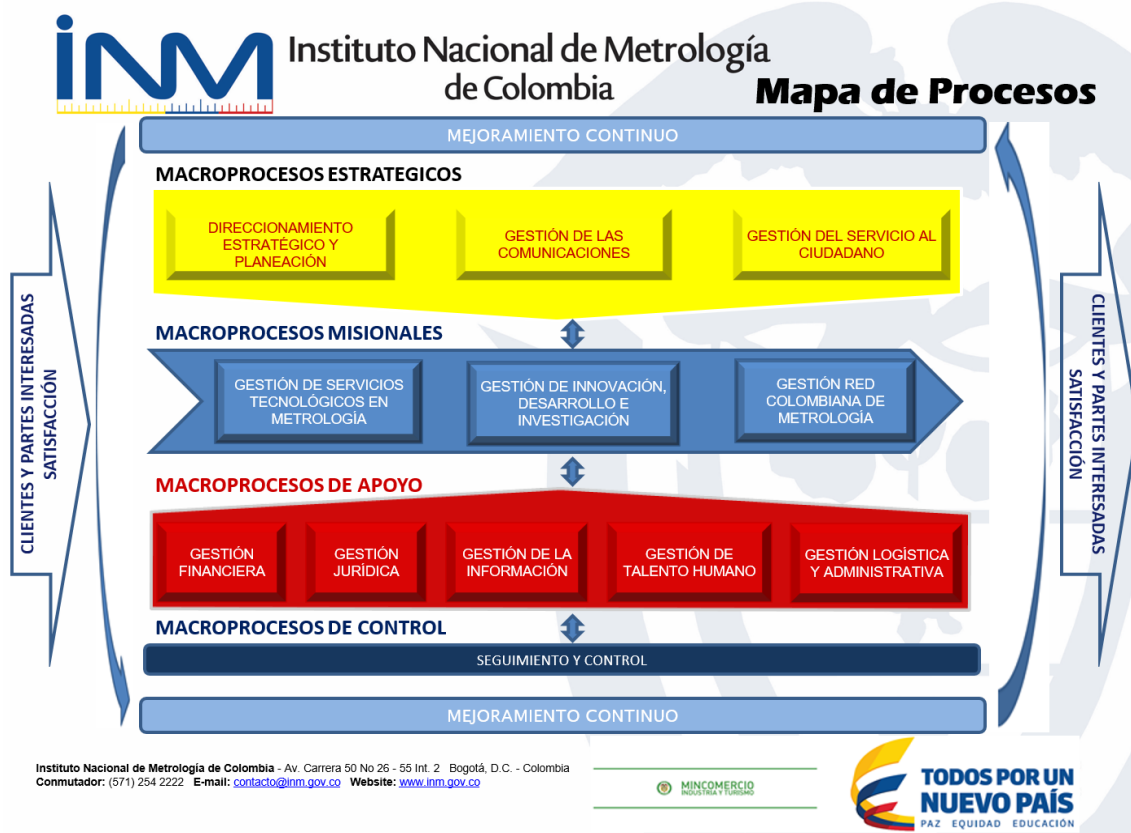 iNM
Instituto Nacional de Metrología
de Colombia
Mapa de Procesos
MEJORAMIENTO CONTINUO
CLIENTES Y PARTES INTERESADAS
SATISFACCIÓN
MACROPROCESOS ESTRATEGICOS
DIRECCIONAMIENTO
ESTRATÉGICO Y
PLANEACIÓN
GESTIÓN DE LAS
COMUNICACIONES
GESTIÓN DEL SERVICIO AL
CIUDADANO
MACROPROCESOS MISIONALES
GESTIÓN DE SERVICIOS
TECNOLÓGICOS EN
METROLOGÍA
GESTIÓN DE INNOVACIÓN,
DESARROLLO E
INVESTIGACIÓN
GESTIÓN RED
COLOMBIANA DE
METROLOGÍA
MACROPROCESOS DE APOYO
GESTIÓN
FINANCIERA
GESTIÓN
JURÍDICA
GESTIÓN DE LA
INFORMACIÓN
GESTIÓN DE
TALENTO HUMANO
GESTIÓN LOGÍSTICA
Y ADMINISTRATIVA
MACROPROCESOS DE CONTROL
SEGUIMIENTO Y CONTROL
CLIENTES Y PARTES INTERESADAS
SATISFACCIÓN
MEJORAMIENTO CONTINUO
Instituto Nacional de Metrología de Colombia - Av. Carrera 50 No 26 - 55 Int. 2 Bogotá, D.C. - Colombia
Conmutador: (571) 254 2222 E-mail: contacto@inm.gov.co Website: www.inm.gov.co
MINCOMERCIO
INDUSTRIA Y TURISMO
TODOS POR UN
NUEVO PAÍS
PAZ EQUIDAD EDUCACIÓN